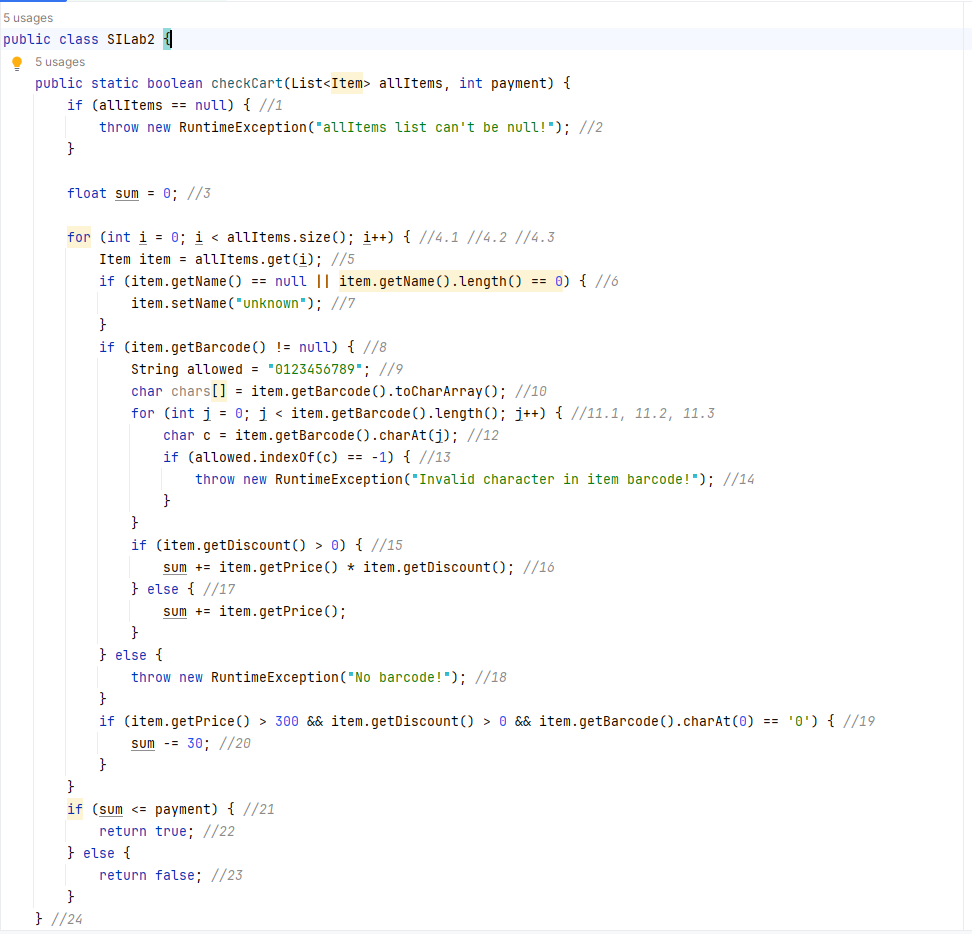 5 usages
public class SILab2 {
5 usages
public static boolean checkCart(List<Item> allItems, int payment) {
if (allItems == null) { //1
throw new RuntimeException("allItems list can't be null!"); //2
}
float sum = 0; //3
for (int i = 0; i < allItems.size(); i++) { //4.1 //4.2 //4.3
Item item = allItems.get(i); //5
if (item.getName() == null || item.getName().length() == 0) { //6
item.setName("unknown"); //7
}
if (item.getBarcode() != null) { //8
String allowed = "0123456789"; //9
char chars[] = item.getBarcode().toCharArray(); //10
for (int j = 0; j < item.getBarcode().length(); j++) { //11.1, 11.2, 11.3
char c = item.getBarcode().charAt(j); //12
if (allowed.indexOf(c) == -1) { //13
throw new RuntimeException("Invalid character in item barcode!"); //14
}
}
if (item.getDiscount() > 0) { //15
sum += item.getPrice() * item.getDiscount(); //16
} else { //17
sum += item.getPrice();
}
} else {
throw new RuntimeException("No barcode!"); //18
}
if (item.getPrice() > 300 && item.getDiscount() > 0 && item.getBarcode().charAt(0) == '0') { //19
sum -= 30; //20
}
}
if (sum <= payment) { //21
return true; //22
} else {
return false; //23
}
} //24